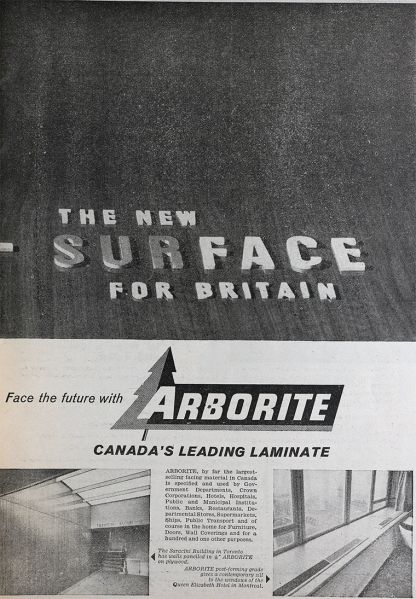 THE NEW
SURFACE
FOR BRITAIN
Face the future with
ARBORITE
CANADA'S LEADING LAMINATE
ARBORITE, by far the largest-
selling facing material in Canada
is specified and used by Gov-
ernment Departments, Crown
Corporations, Hotels, Hospitals,
Public and Municipal Institu-
tions, Banks, Restaurants, De-
partmental Stores, Supermarkets,
Ships, Public Transport and of
course in the home for Furniture,
Doors, Wall Coverings and for a
hundred and one other purposes.
The Saracini Building in Toronto
has walls panelled in ARBORITE
on plywood.
ARBORITE post-forming grade
gives a contemporary sill
to the windows of the
Queen Elizabeth Hotel in Montreal.